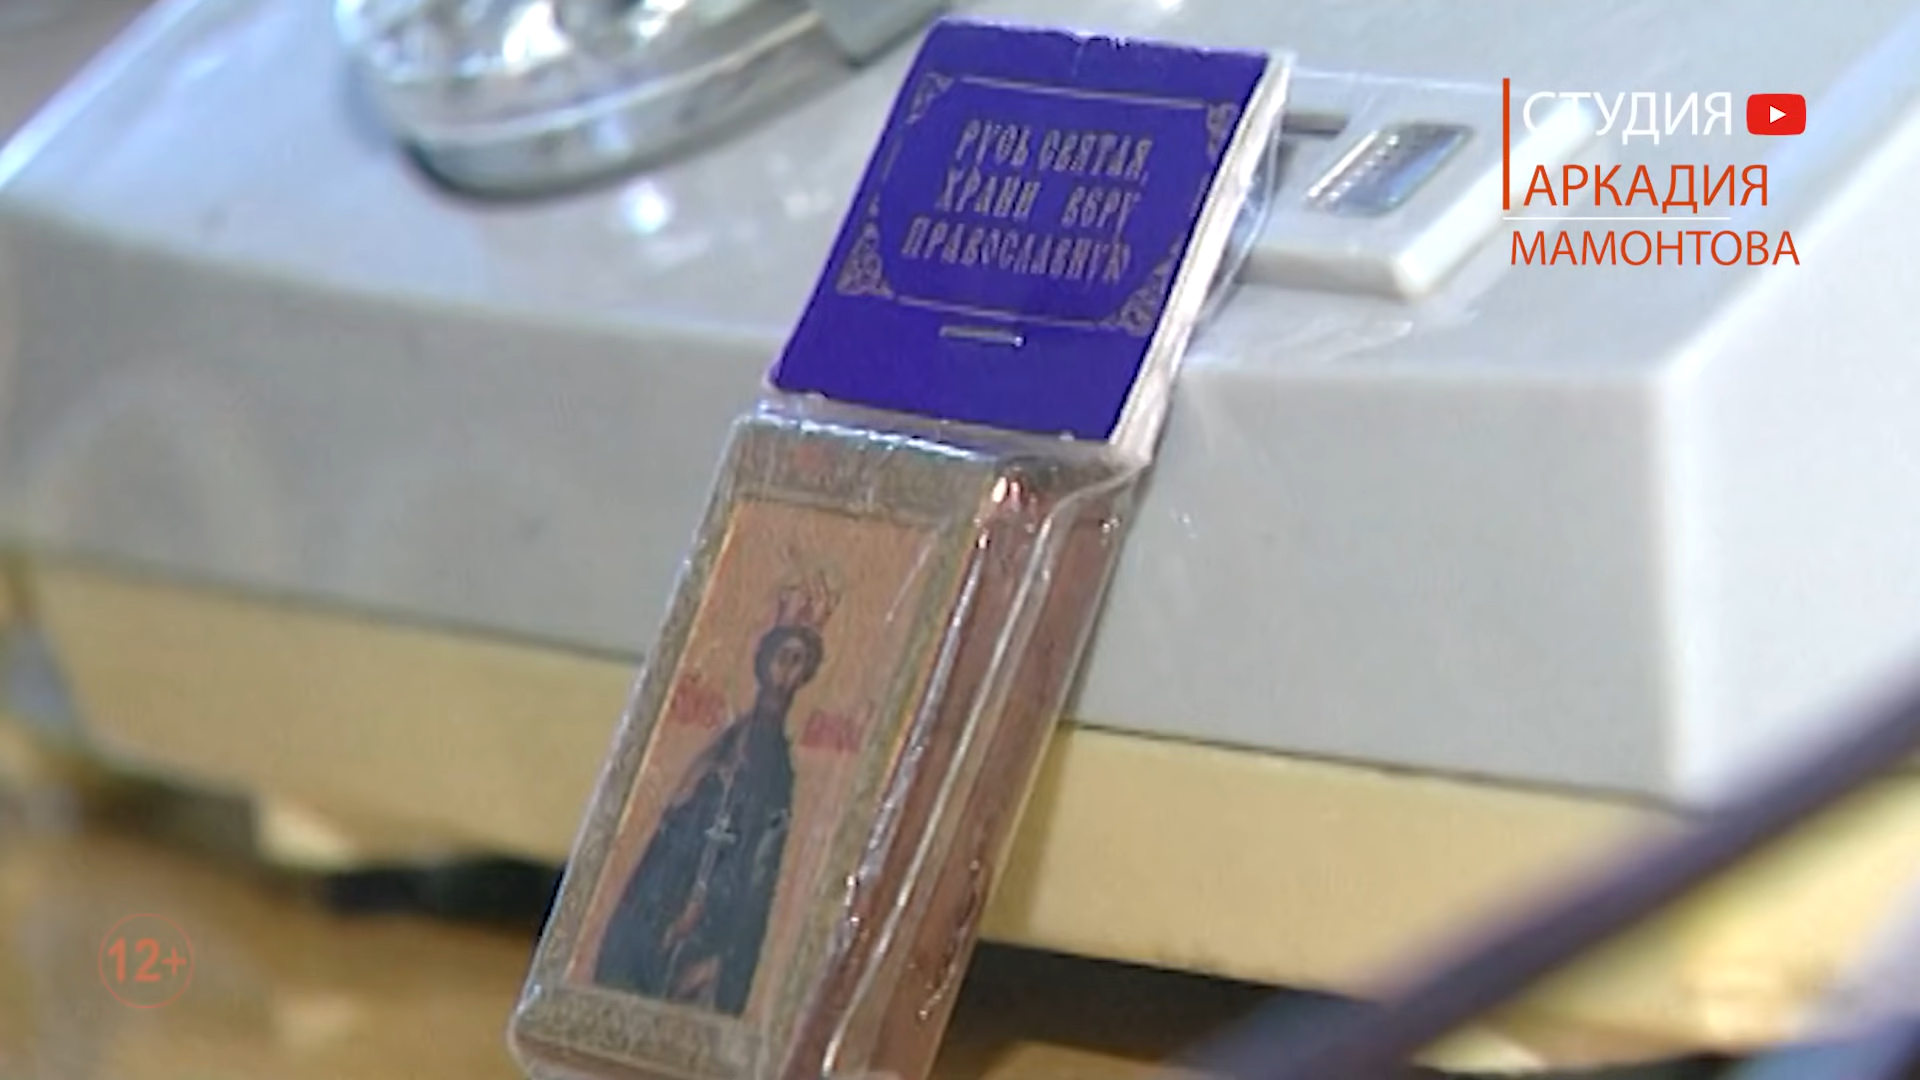 РУСЬ СВЯТАЯ,
ХРАНИ ВЕРУ
ПРАВОСЛАВНУЮ
СТУДИЯ
АРКАДИЯ
МАМОНТОВА
12+